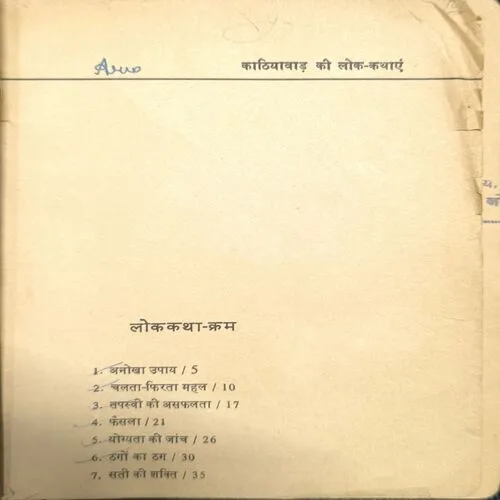 काठियावाड़ की लोक-कथाएं
लोककथा-क्रम
1. अनोखा उपाय / 5
2. चलता-फिरता महल / 10
3. तपस्वी की असफलता / 17
4. फैसला / 21
5. योग्यता की जांच / 26
6. ठगों का ठग / 30
7. सती की शक्ति / 35